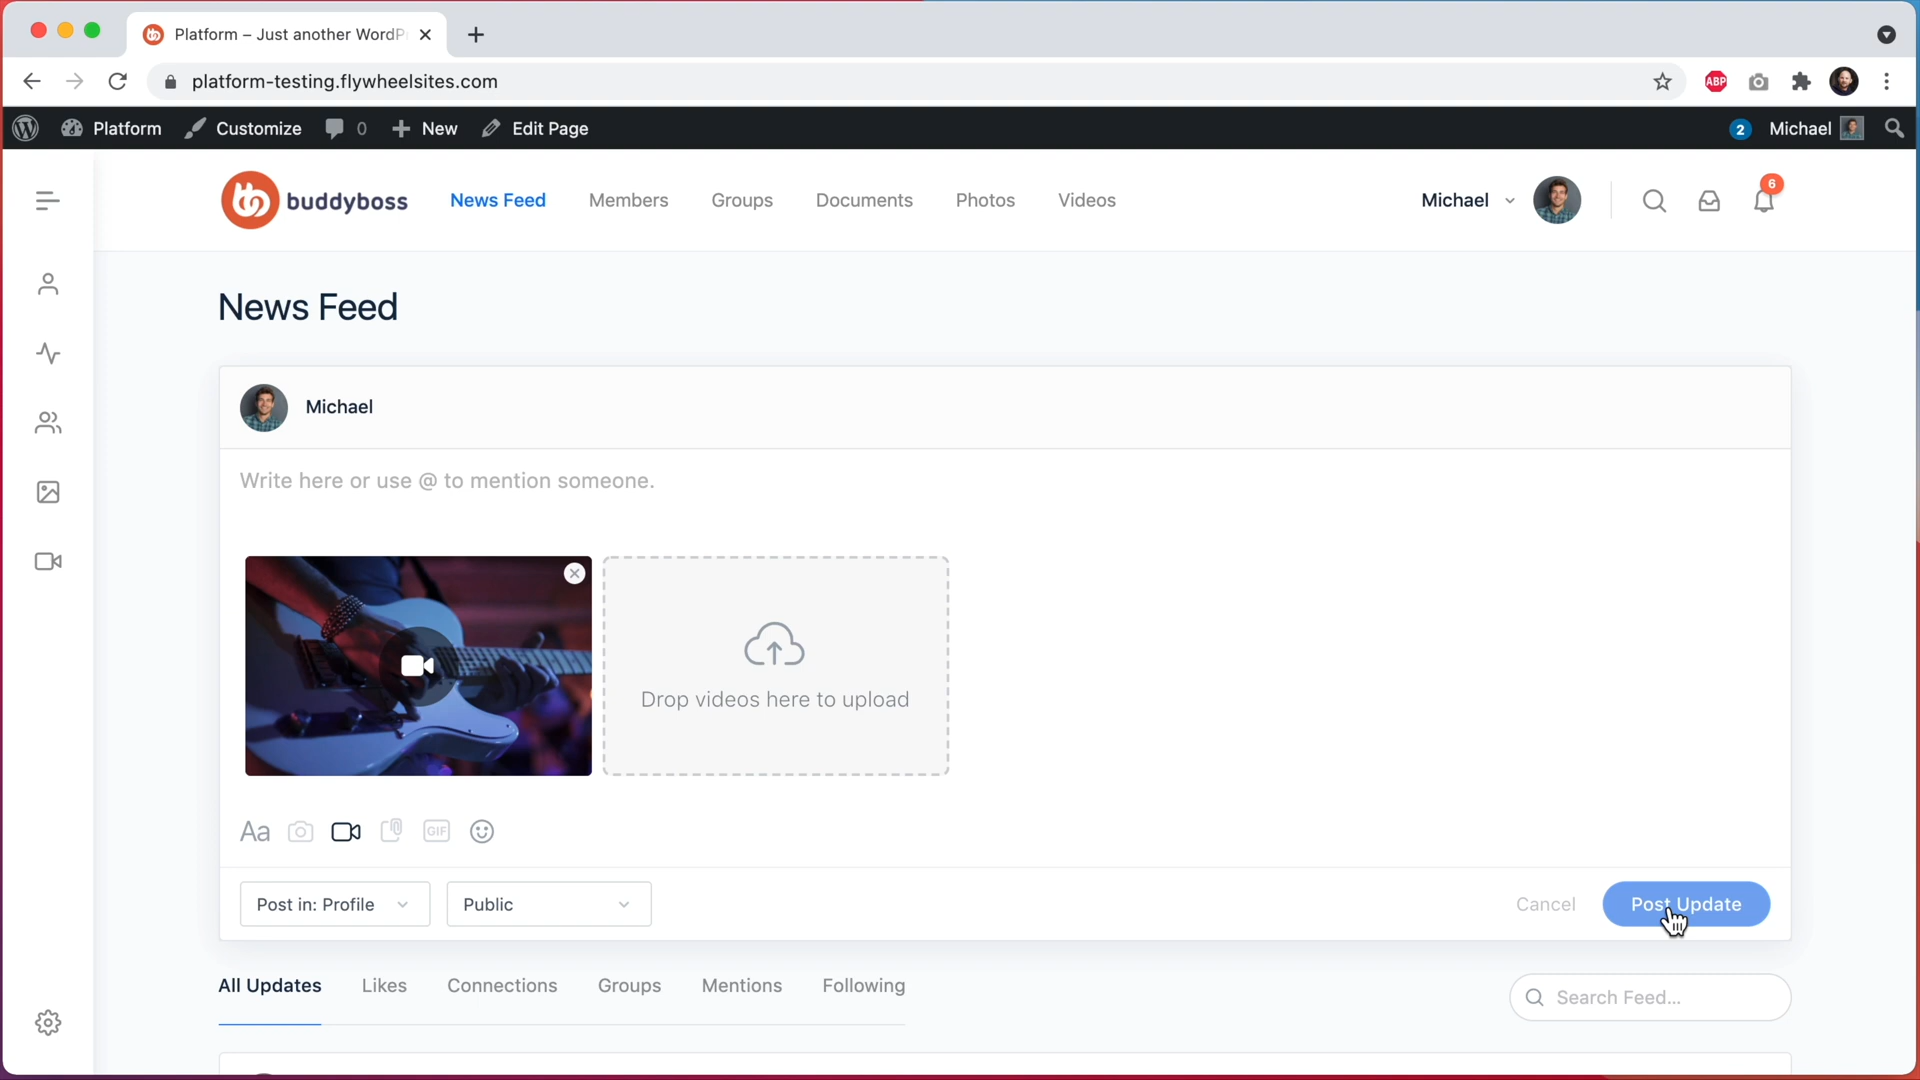 Platform – Just another WordP
platform-testing.flywheelsites.com
ABP
Platform
Customize
0
New
Edit Page
2
Michael
buddyboss
News Feed
Members
Groups
Documents
Photos
Videos
Michael
6
News Feed
Michael
Write here or use @ to mention someone.
Drop videos here to upload
Aa
GIF
Post in: Profile
Public
Cancel
Post Update
All Updates
Likes
Connections
Groups
Mentions
Following
Search Feed...